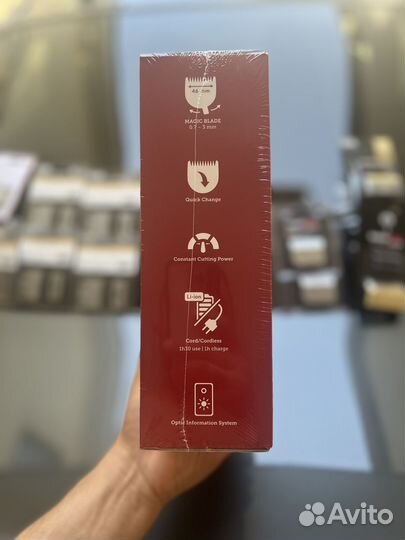 46 mm
MAGIC BLADE
0.7 – 3 mm
Quick Change
Constant Cutting Power
Li-ion
Cord/Cordless
1h30 use | 1h charge
Optic Information System
Avito